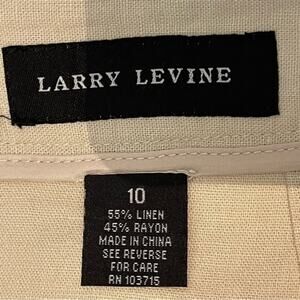 LARRY LEVINE
10
55% LINEN
45% RAYON
MADE IN CHINA
SEE REVERSE
FOR CARE
RN 103715